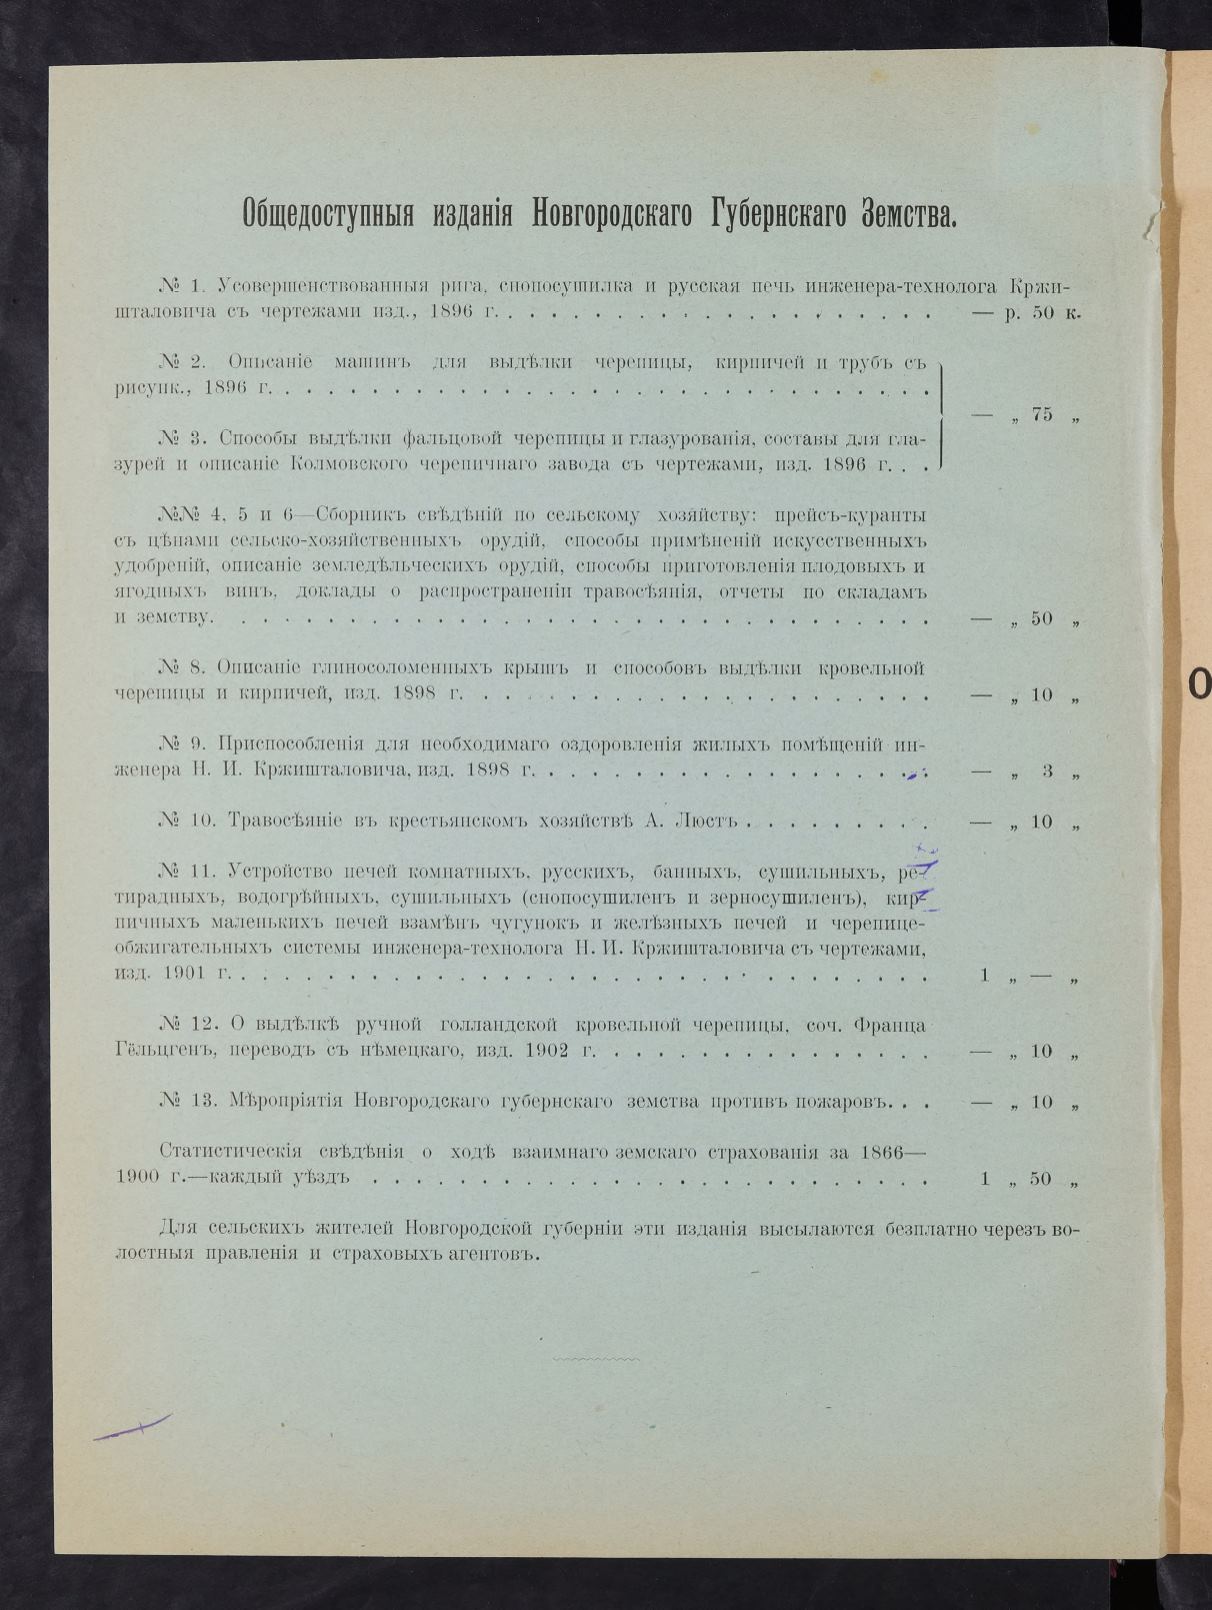 Общедоступныя изданія Новгородскаго Губернскаго Земства.
№ 1. Усовершенствованныя рига, снопосушилка и русская печь инженера-технолога Кржи-
шталовича съ чертежами изд., 1896 г. . . . . . . . . . . . . . . . . . . . . — р. 50 к.
№ 2. Описаніе машинъ для выдѣлки черепицы, кирпичей и трубъ съ
рисунк., 1896 г. . . . . . . . . . . . . . . . . . . . . . . . . . . . . . .
— „ 75 „
№ 3. Способы выдѣлки фальцовой черепицы и глазурованія, составы для гла-
зурей и описаніе Колмовского черепичнаго завода съ чертежами, изд. 1896 г. . .
№№ 4, 5 и 6—Сборникъ свѣдѣній по сельскому хозяйству: прейсъ-куранты
съ цѣнами сельско-хозяйственныхъ орудій, способы примѣненій искусственныхъ
удобреній, описаніе земледѣльческихъ орудій, способы приготовленія плодовыхъ и
ягодныхъ винъ, доклады о распространеніи травосѣянія, отчеты по складамъ
и земству. . . . . . . . . . . . . . . . . . . . . . . . . . . . . . . . . — „ 50 „
№ 8. Описаніе глиносоломенныхъ крышъ и способовъ выдѣлки кровельной
черепицы и кирпичей, изд. 1898 г. . . . . . . . . . . . . . . . . . . . . . — „ 10 „
№ 9. Приспособленія для необходимаго оздоровленія жилыхъ помѣщеній ин-
женера Н. И. Кржишталовича, изд. 1898 г. . . . . . . . . . . . . . . . . . . — „ 3 „
№ 10. Травосѣяніе въ крестьянскомъ хозяйствѣ А. Люстъ . . . . . . . . . — „ 10 „
№ 11. Устройство печей комнатныхъ, русскихъ, банныхъ, сушильныхъ, ре-
тирадныхъ, водогрѣйныхъ, сушильныхъ (снопосушиленъ и зерносушиленъ), кир-
пичныхъ маленькихъ печей взамѣнъ чугунокъ и желѣзныхъ печей и черепице-
обжигательныхъ системы инженера-технолога Н. И. Кржишталовича съ чертежами,
изд. 1901 г. . . . . . . . . . . . . . . . . . . . . . . . . . . . . . . . . 1 „ — „
№ 12. О выдѣлкѣ ручной голландской кровельной черепицы, соч. Франца
Гёльцгенъ, переводъ съ нѣмецкаго, изд. 1902 г. . . . . . . . . . . . . . . . — „ 10 „
№ 13. Мѣропріятія Новгородскаго губернскаго земства противъ пожаровъ. . . — „ 10 „
Статистическія свѣдѣнія о ходѣ взаимнаго земскаго страхованія за 1866—
1900 г.—каждый уѣздъ . . . . . . . . . . . . . . . . . . . . . . . . . . 1 „ 50 „
Для сельскихъ жителей Новгородской губерніи эти изданія высылаются безплатно черезъ во-
лостныя правленія и страховыхъ агентовъ.
О